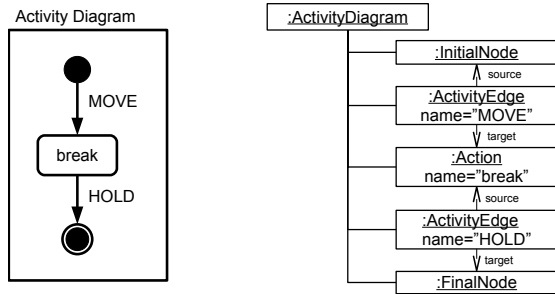 Activity Diagram
MOVE
break
HOLD
:ActivityDiagram
:InitialNode
source
:ActivityEdge
name="MOVE"
target
:Action
name="break"
source
:ActivityEdge
name="HOLD"
target
:FinalNode